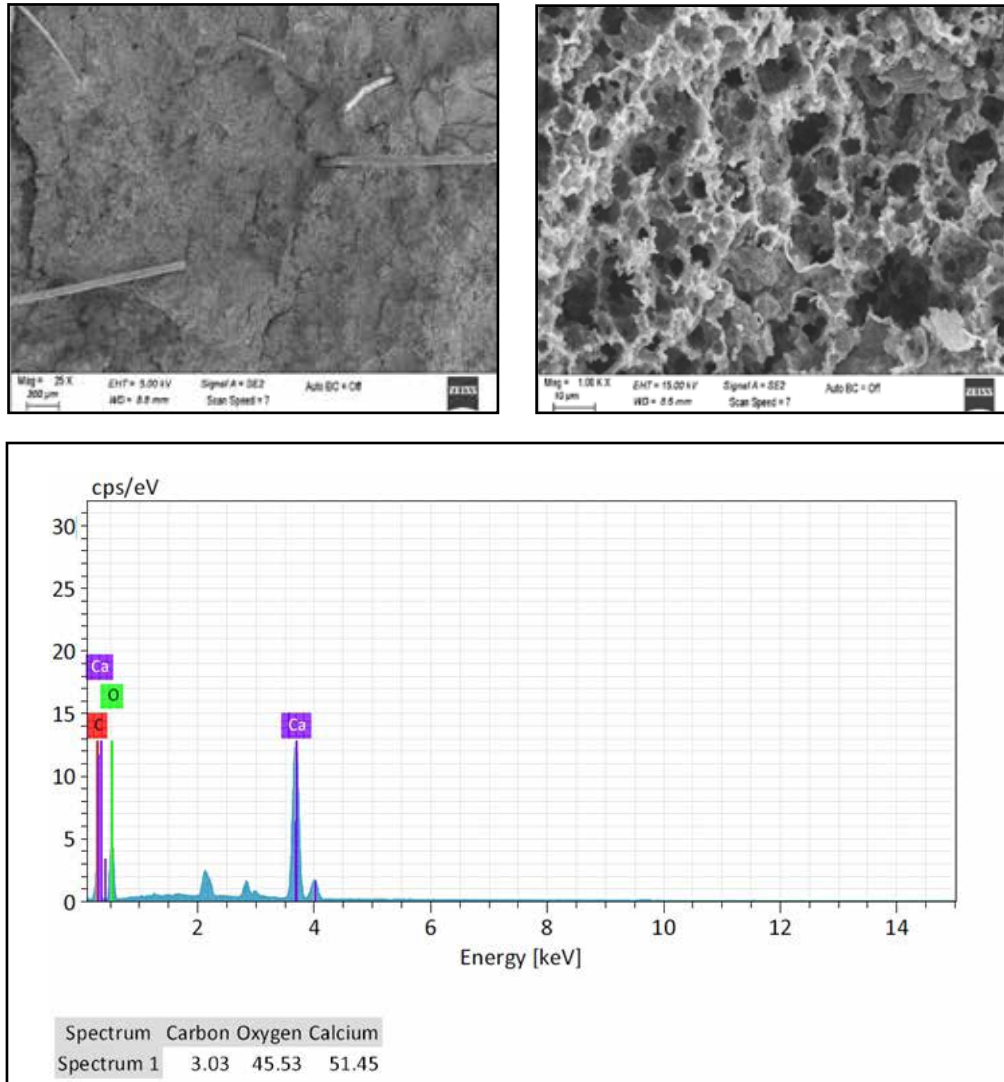 Mag = 25 X
200 µm
EHT = 5.00 kV
WD = 8.8 mm
Signal A = SE2
Scan Speed = 7
Auto BC = Off
ZEISS
Mag = 1.00 K X
10 µm
EHT = 15.00 kV
WD = 8.6 mm
Signal A = SE2
Scan Speed = 7
Auto BC = Off
ZEISS
cps/eV
30
25
20
15
10
5
0
Ca
O
C
Ca
2 4 6 8 10 12 14
Energy [keV]
Spectrum Carbon Oxygen Calcium
Spectrum 1 3.03 45.53 51.45